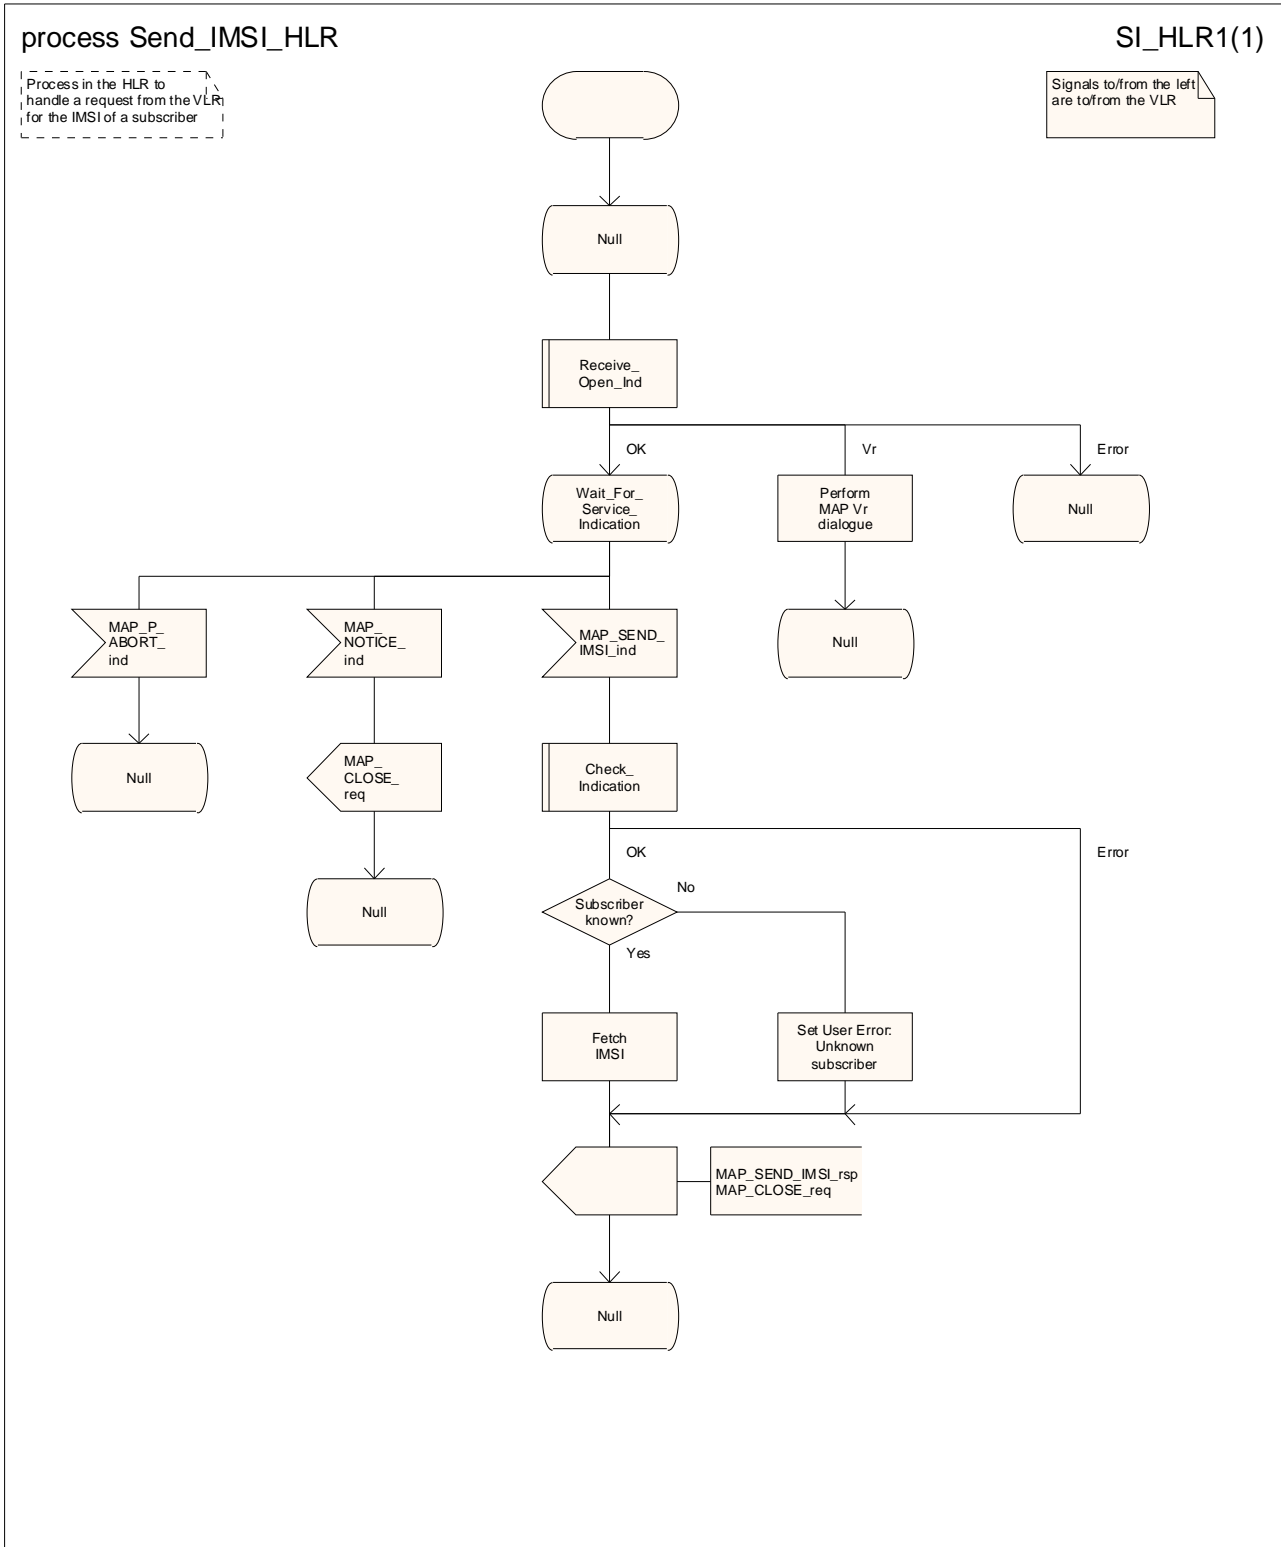 process Send_IMSI_HLR
SI_HLR1(1)
Process in the HLR to
handle a request from the VLR
for the IMSI of a subscriber
Signals to/from the left
are to/from the VLR
Null
Receive_
Open_Ind
OK
Vr
Error
Wait_For_
Service_
Indication
Perform
MAP Vr
dialogue
Null
MAP_P_
ABORT_
ind
MAP_
NOTICE_
ind
MAP_SEND_
IMSI_ind
Null
Null
MAP_
CLOSE_
req
Check_
Indication
OK
Error
Null
Subscriber
known?
No
Yes
Fetch
IMSI
Set User Error:
Unknown
subscriber
MAP_SEND_IMSI_rsp
MAP_CLOSE_req
Null